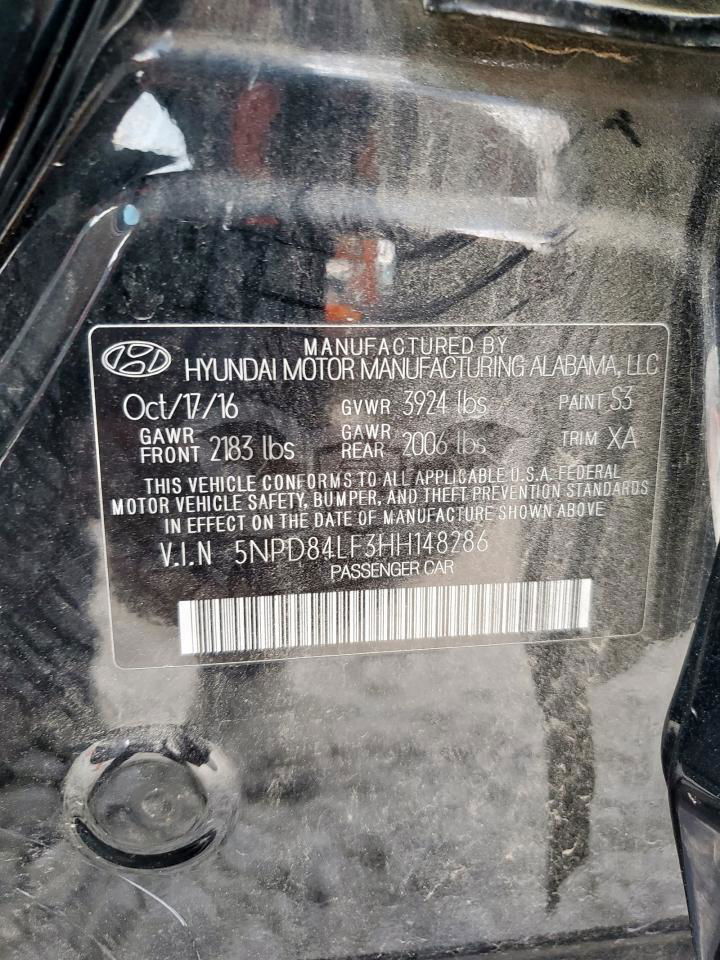 MANUFACTURED BY
HYUNDAI MOTOR MANUFACTURING ALABAMA, LLC
Oct/17/16 GVWR 3924 lbs PAINT S3
GAWR FRONT 2183 lbs GAWR REAR 2006 lbs TRIM XA
THIS VEHICLE CONFORMS TO ALL APPLICABLE U.S.A. FEDERAL
MOTOR VEHICLE SAFETY, BUMPER, AND THEFT PREVENTION STANDARDS
IN EFFECT ON THE DATE OF MANUFACTURE SHOWN ABOVE
V.I.N 5NPD84LF3HH148286
PASSENGER CAR